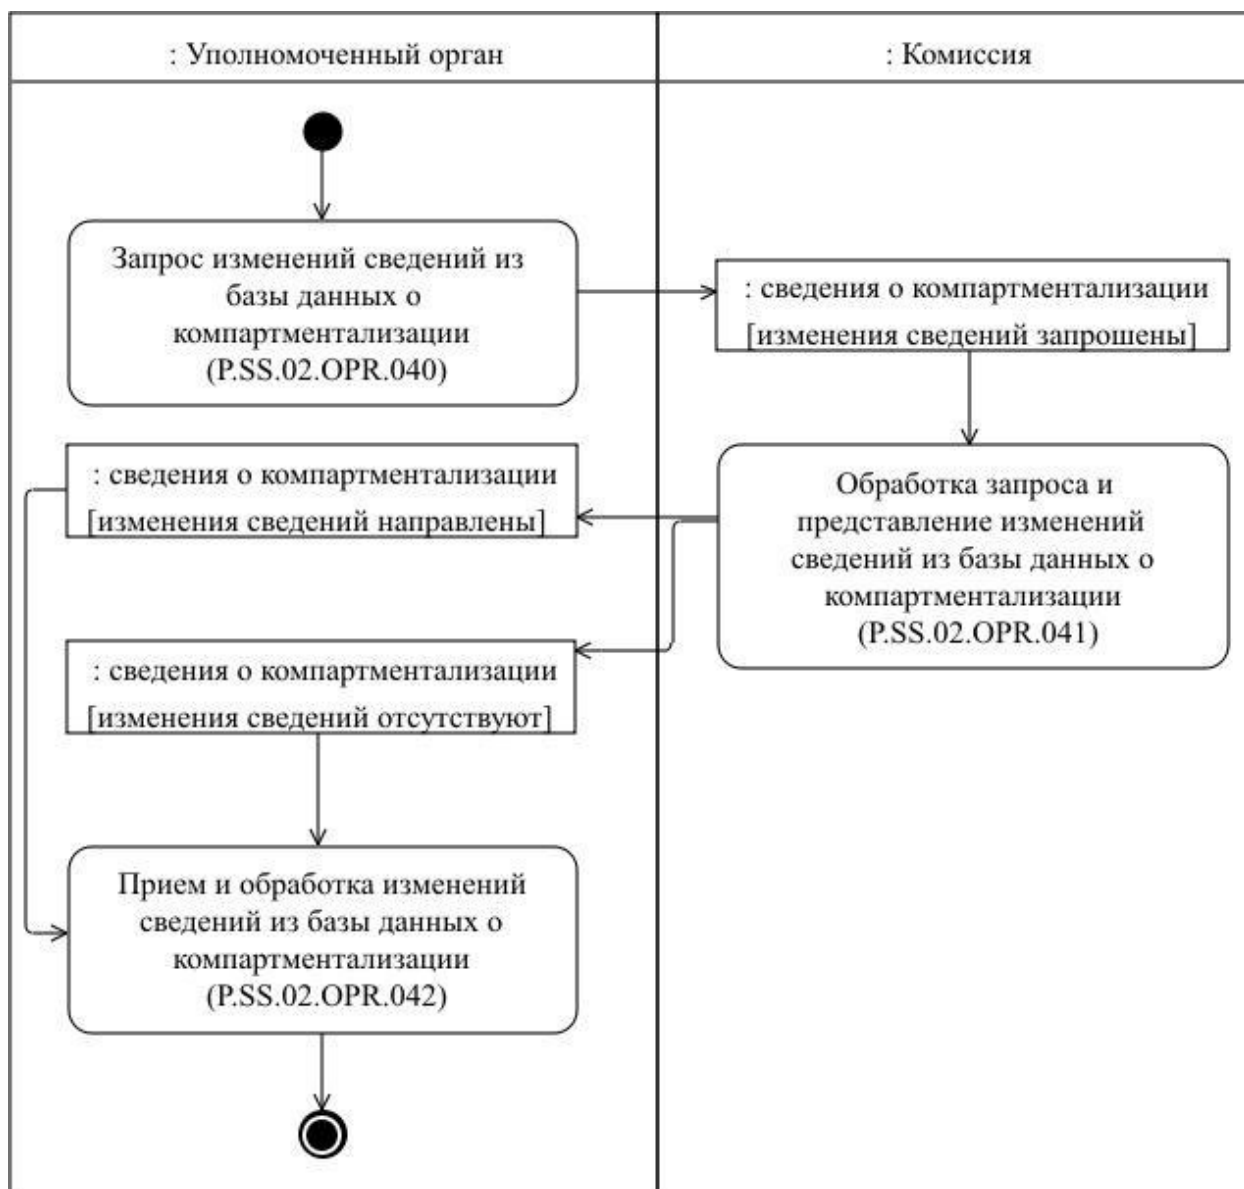 : Уполномоченный орган
: Комиссия
Запрос изменений сведений из
базы данных о
компартментализации
(P.SS.02.OPR.040)
: сведения о компартментализации
[изменения сведений запрошены]
: сведения о компартментализации
[изменения сведений направлены]
Обработка запроса и
представление изменений
сведений из базы данных о
компартментализации
(P.SS.02.OPR.041)
: сведения о компартментализации
[изменения сведений отсутствуют]
Прием и обработка изменений
сведений из базы данных о
компартментализации
(P.SS.02.OPR.042)